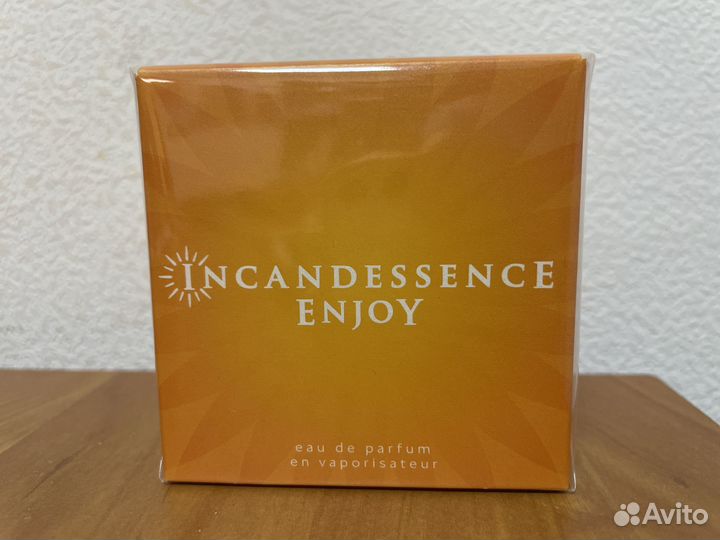 INCANDESSENCE
ENJOY
eau de parfum
en vaporisateur
Avito